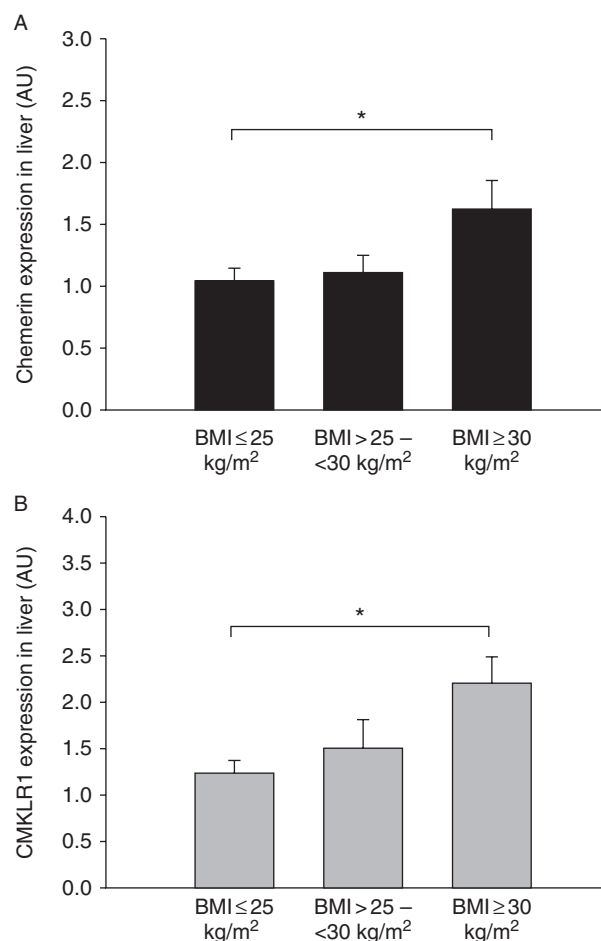 A
Chemerin expression in liver (AU)
3.0
2.5
2.0
1.5
1.0
0.5
0.0
*
BMI ≤ 25
kg/m²
BMI > 25 –
<30 kg/m²
BMI ≥ 30
kg/m²
B
CMKLR1 expression in liver (AU)
4.0
3.5
3.0
2.5
2.0
1.5
1.0
0.5
0.0
*
BMI ≤ 25
kg/m²
BMI > 25 –
<30 kg/m²
BMI ≥ 30
kg/m²